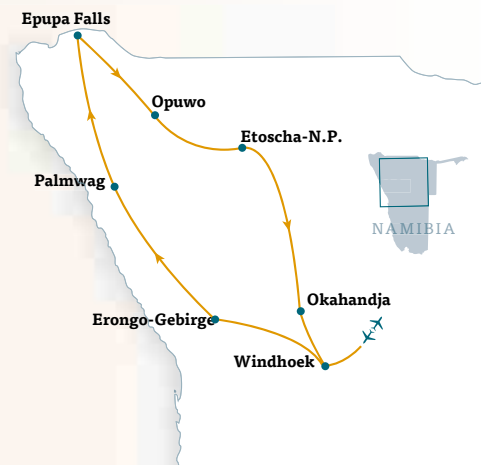 Epupa Falls
Opuwo
Etoscha-N.P.
Palmwag
NAMIBIA
Okahandja
Erongo-Gebirge
Windhoek